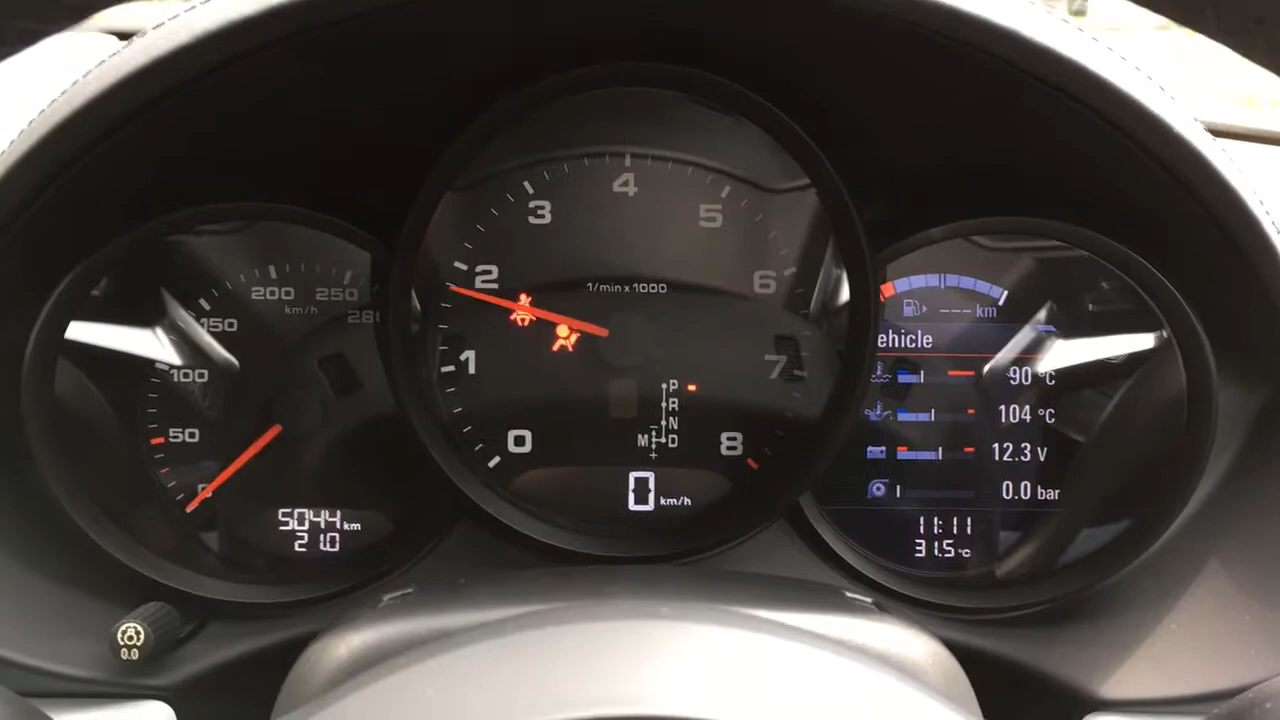 50
100
150
200
250
km/h
5044 km
21.0
0.0
0
1
2
3
4
5
6
7
8
1/min x 1000
P
R
N
M D
+
-
0 km/h
--- km
ehicle
90 °C
104 °C
12.3 V
0.0 bar
11:11
31.5 °C